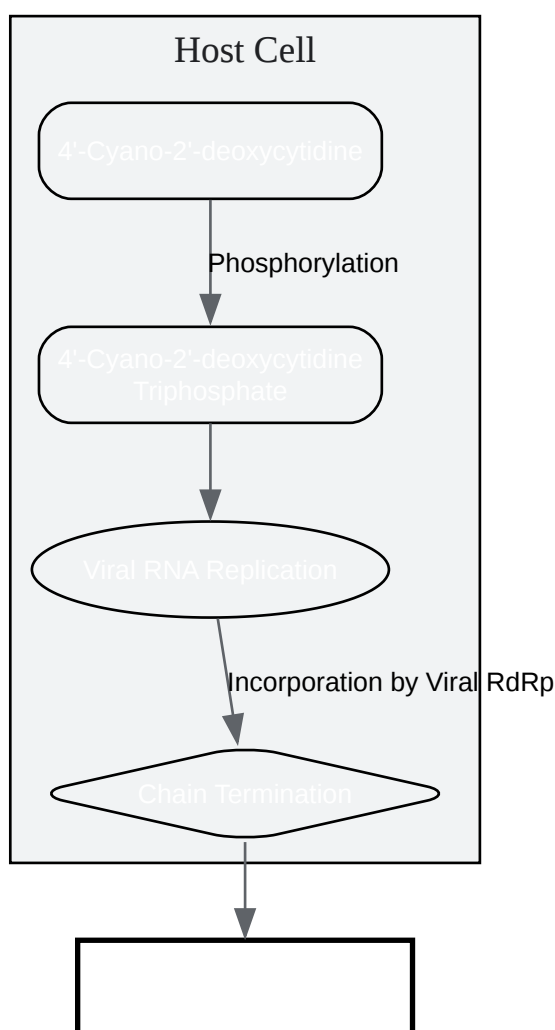 Host Cell
4'-Cyano-2'-deoxycytidine
Phosphorylation
4'-Cyano-2'-deoxycytidine
Triphosphate
Viral RNA Replication
Incorporation by Viral RdRp
Chain Termination